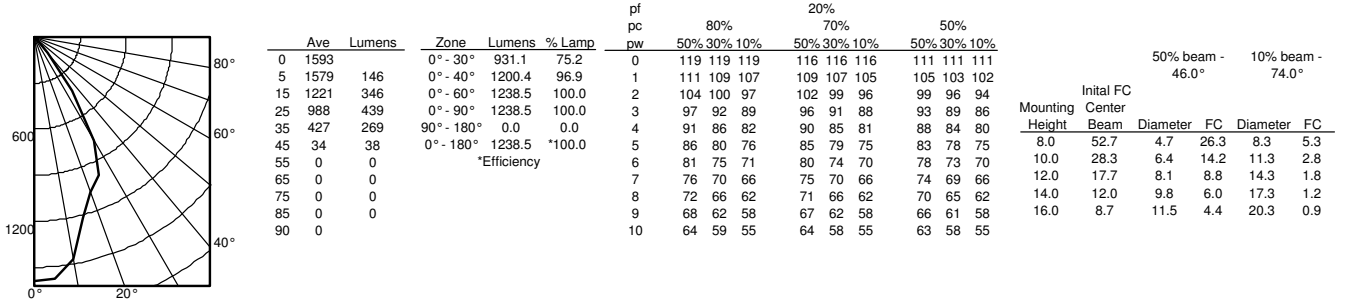 600
1200
0°
20°
40°
60°
80°
Ave Lumens
0 1593
5 1579 146
15 1221 346
25 988 439
35 427 269
45 34 38
55 0 0
65 0 0
75 0 0
85 0 0
90 0
Zone Lumens % Lamp
0° - 30° 931.1 75.2
0° - 40° 1200.4 96.9
0° - 60° 1238.5 100.0
0° - 90° 1238.5 100.0
90° - 180° 0.0 0.0
0° - 180° 1238.5 *100.0
*Efficiency
pf 20%
pc 80% 70% 50%
pw 50% 30% 10% 50% 30% 10% 50% 30% 10%
0 119 119 119 116 116 116 111 111 111
1 111 109 107 109 107 105 105 103 102
2 104 100 97 102 99 96 99 96 94
3 97 92 89 96 91 88 93 89 86
4 91 86 82 90 85 81 88 84 80
5 86 80 76 85 79 75 83 78 75
6 81 75 71 80 74 70 78 73 70
7 76 70 66 75 70 66 74 69 66
8 72 66 62 71 66 62 70 65 62
9 68 62 58 67 62 58 66 61 58
10 64 59 55 64 58 55 63 58 55
50% beam - 10% beam -
46.0° 74.0°
Inital FC
Mounting Center
Height Beam Diameter FC Diameter FC
8.0 52.7 4.7 26.3 8.3 5.3
10.0 28.3 6.4 14.2 11.3 2.8
12.0 17.7 8.1 8.8 14.3 1.8
14.0 12.0 9.8 6.0 17.3 1.2
16.0 8.7 11.5 4.4 20.3 0.9